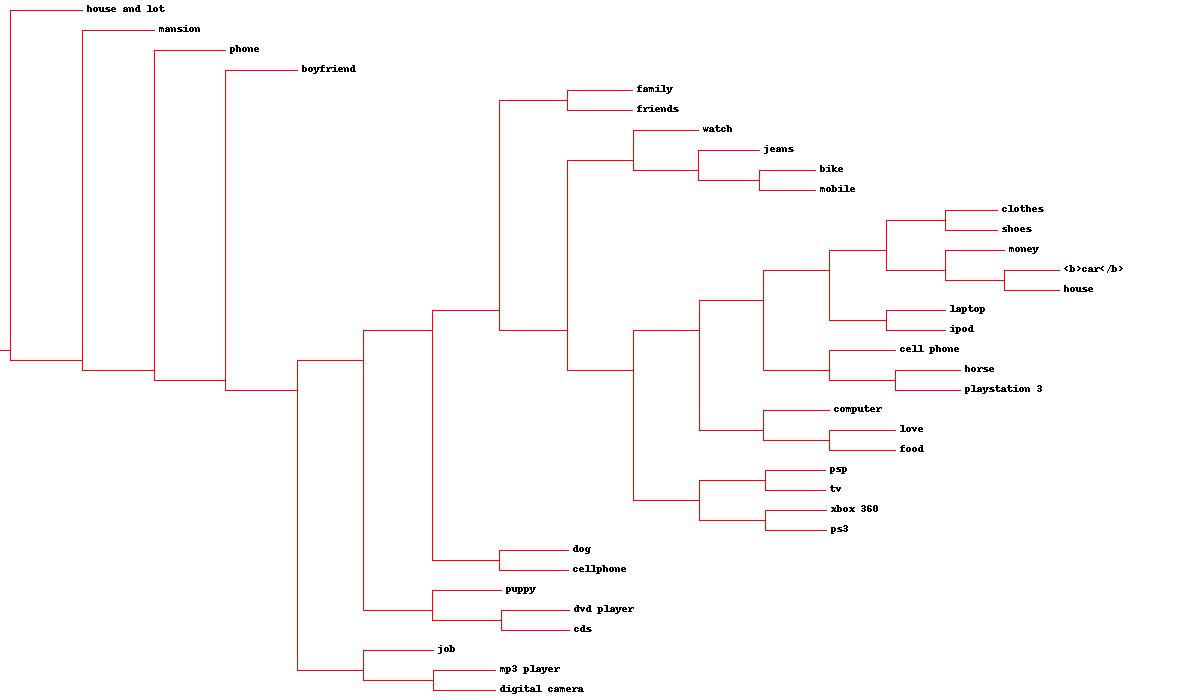 house and lot
mansion
phone
boyfriend
family
friends
watch
jeans
bike
mobile
clothes
shoes
money
<b>car</b>
house
laptop
ipod
cell phone
horse
playstation 3
computer
love
food
psp
tv
xbox 360
ps3
dog
cellphone
puppy
dvd player
cds
job
mp3 player
digital camera